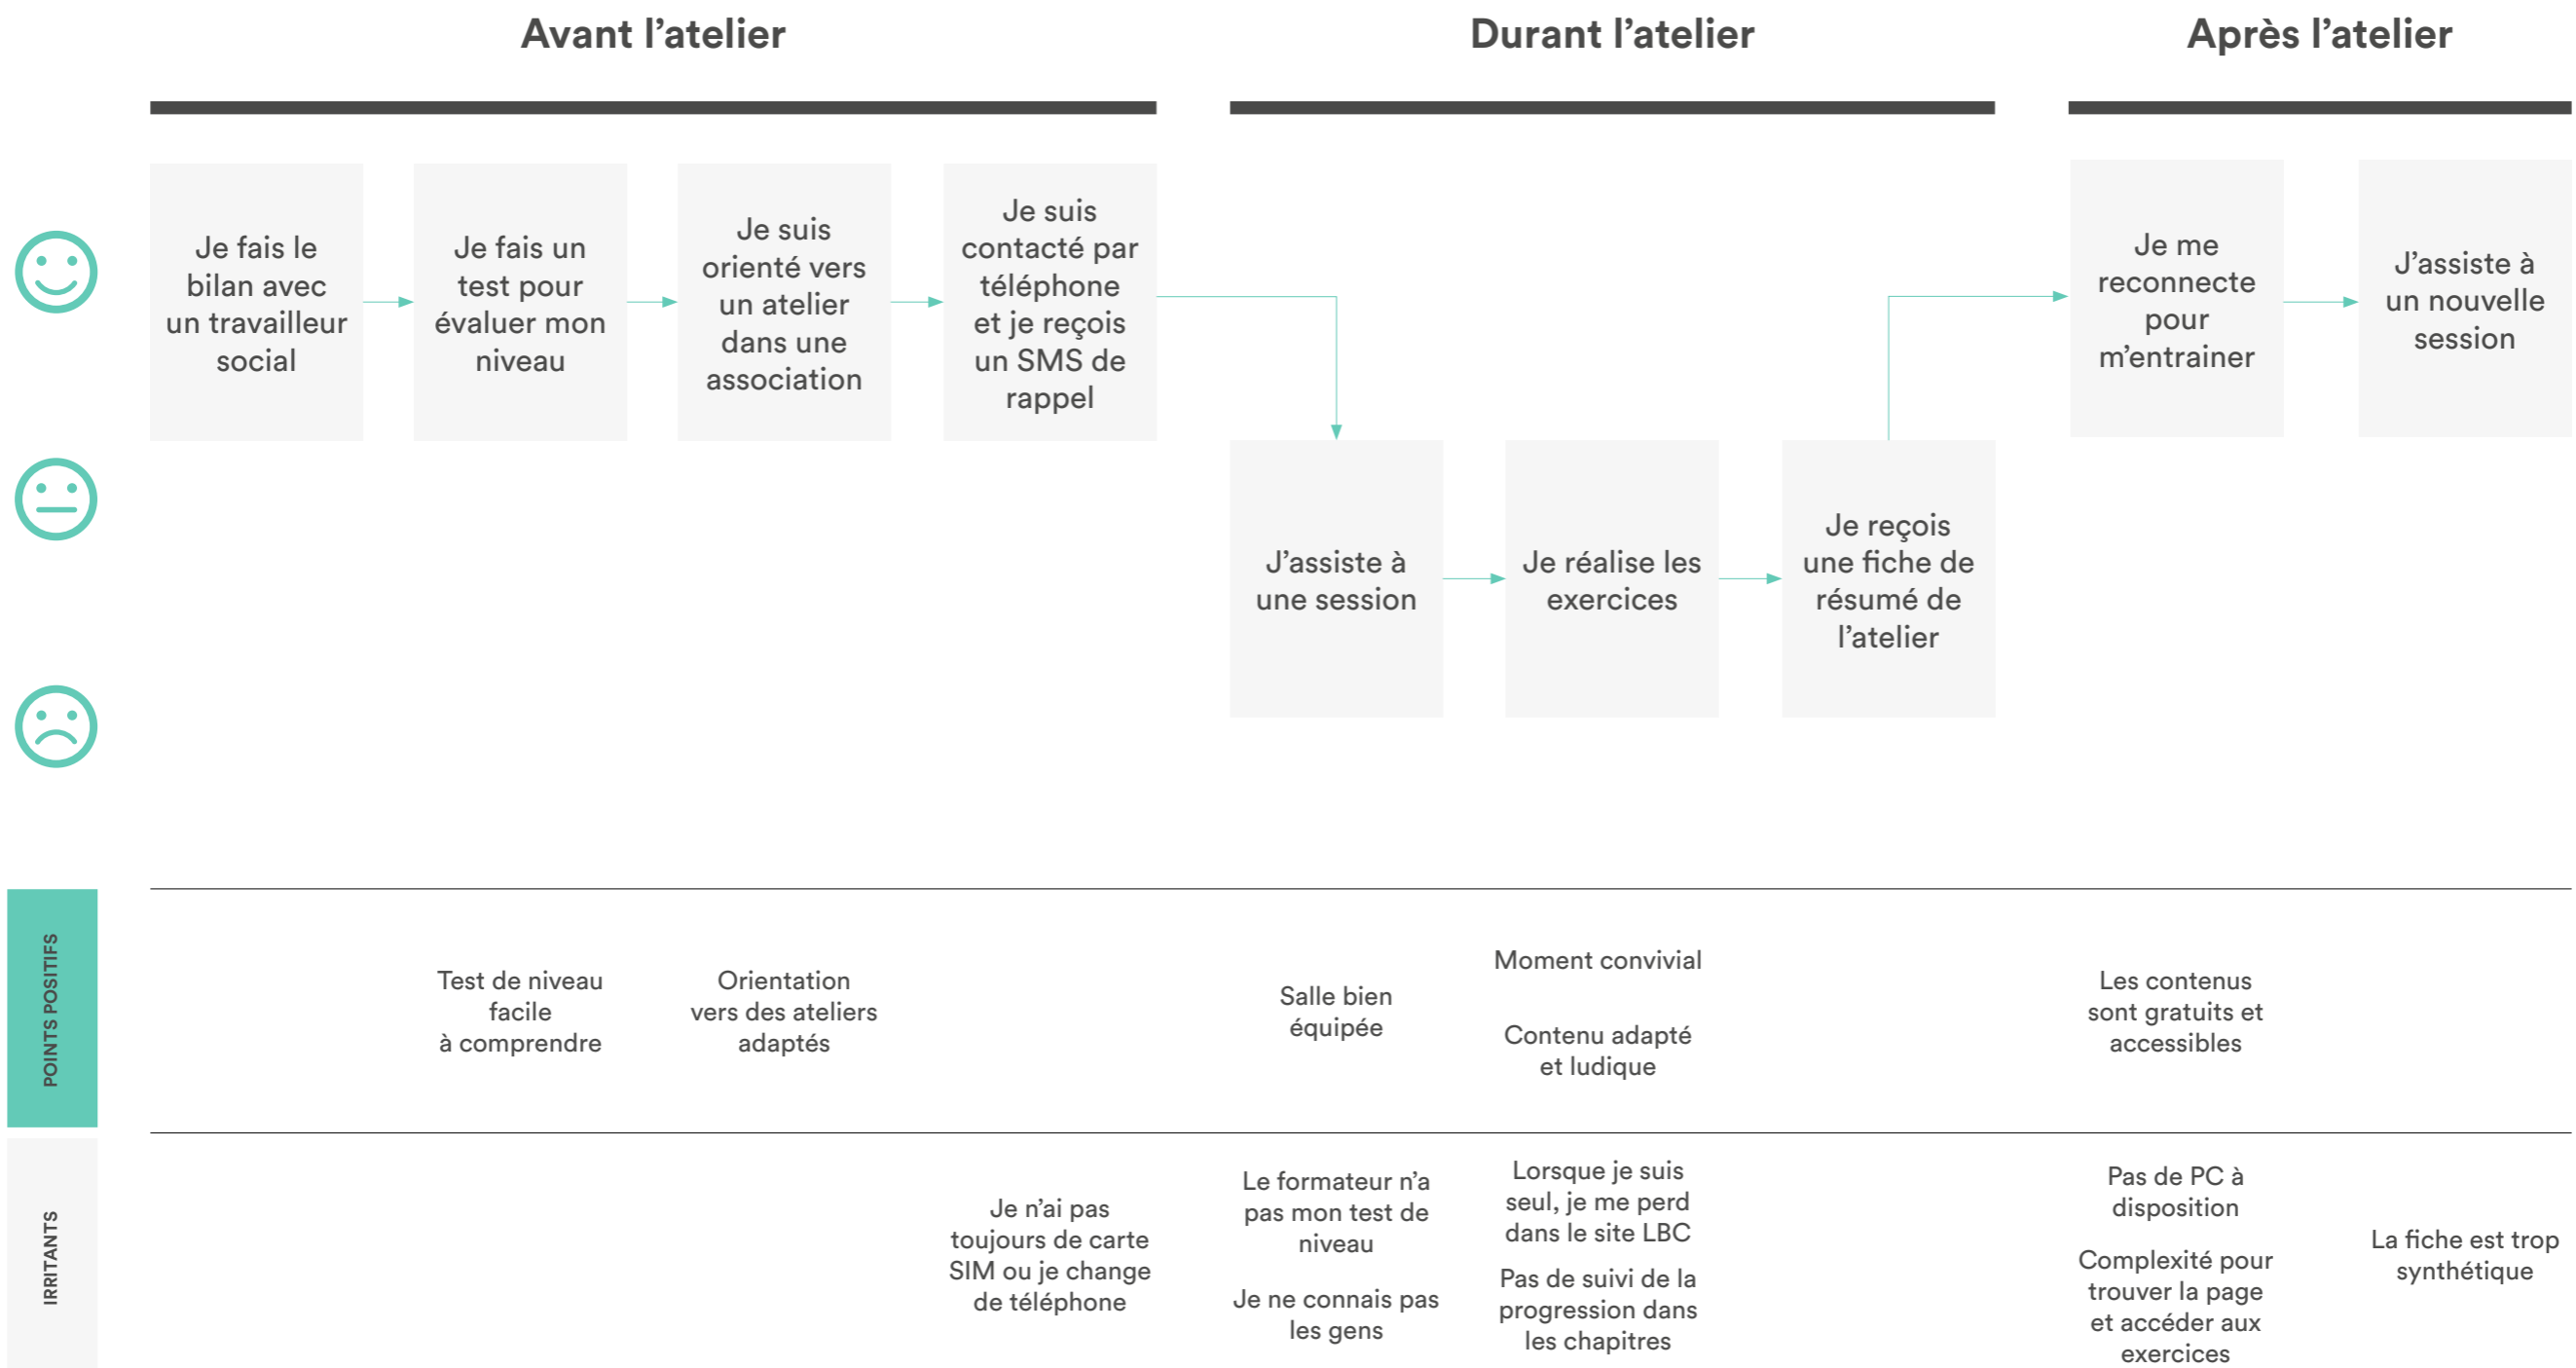 Avant l’atelier
Durant l’atelier
Après l’atelier
Je fais le
bilan avec
un travailleur
social
Je fais un
test pour
évaluer mon
niveau
Je suis
orienté vers
un atelier
dans une
association
Je suis
contacté par
téléphone
et je reçois
un SMS de
rappel
J’assiste à
une session
Je réalise les
exercices
Je reçois
une fiche de
résumé de
l’atelier
Je me
reconnecte
pour
m’entrainer
J’assiste à
un nouvelle
session
POINTS POSITIFS
Test de niveau
facile
à comprendre
Orientation
vers des ateliers
adaptés
Salle bien
équipée
Moment convivial
Contenu adapté
et ludique
Les contenus
sont gratuits et
accessibles
IRRITANTS
Je n’ai pas
toujours de carte
SIM ou je change
de téléphone
Le formateur n’a
pas mon test de
niveau
Je ne connais pas
les gens
Lorsque je suis
seul, je me perd
dans le site LBC
Pas de suivi de la
progression dans
les chapitres
Pas de PC à
disposition
Complexité pour
trouver la page
et accéder aux
exercices
La fiche est trop
synthétique